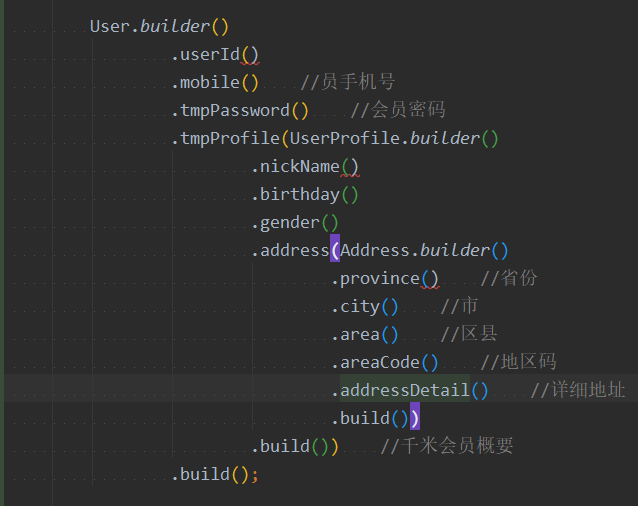 User.builder()
.userId()
.mobile() //员手机号
.tmpPassword() //会员密码
.tmpProfile(UserProfile.builder()
.nickName()
.birthday()
.gender()
.address(Address.builder()
.province() //省份
.city() //市
.area() //区县
.areaCode() //地区码
.addressDetail() //详细地址
.build())
.build()) //千米会员概要
.build();